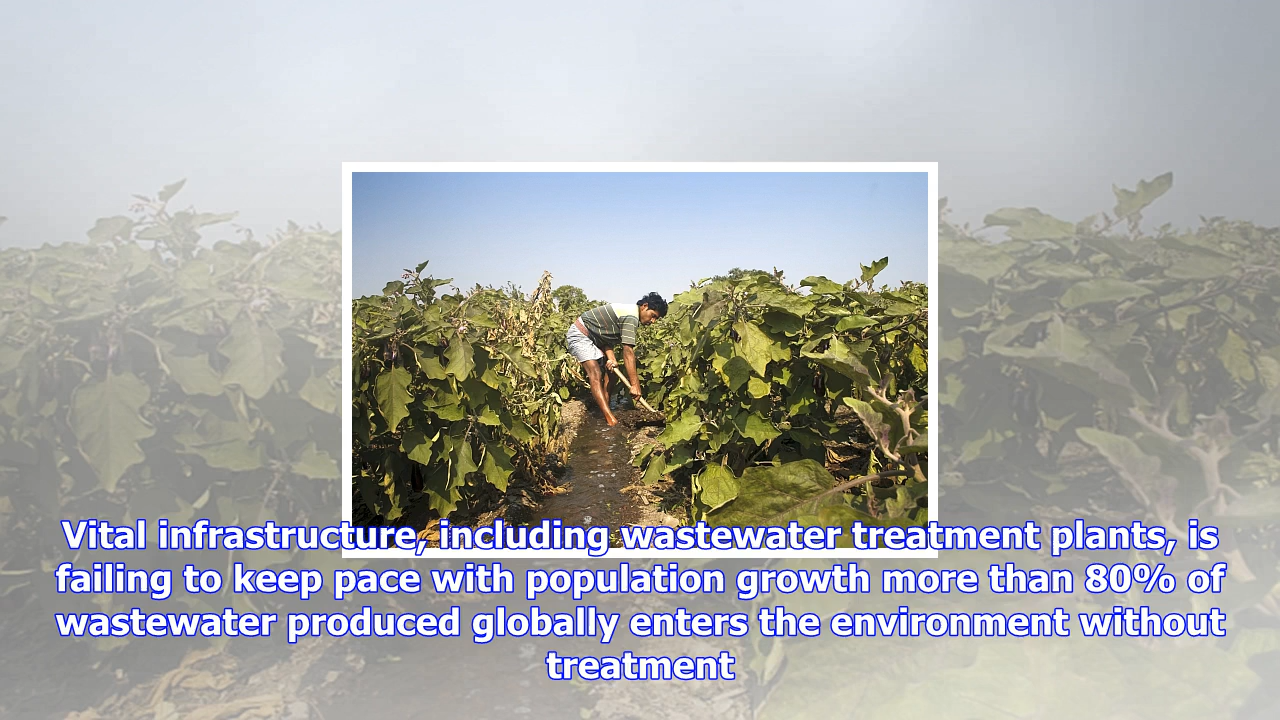 Vital infrastructure, including wastewater treatment plants, is
failing to keep pace with population growth more than 80% of
wastewater produced globally enters the environment without
treatment